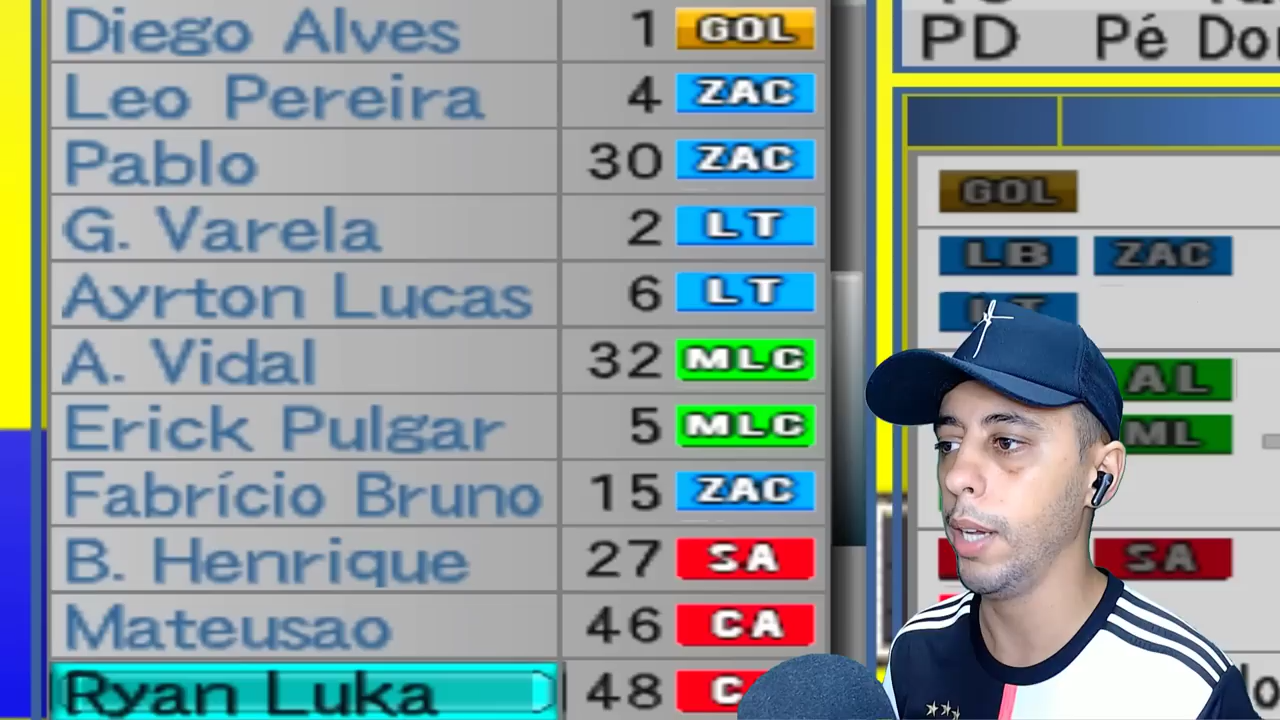 Diego Alves 1 GOL
Leo Pereira 4 ZAC
Pablo 30 ZAC
G. Varela 2 LT
Ayrton Lucas 6 LT
A. Vidal 32 MLC
Erick Pulgar 5 MLC
Fabrício Bruno 15 ZAC
B. Henrique 27 SA
Mateusao 46 CA
Ryan Luka 48
PD Pé
GOL
LB ZAC
LT
AL
ML
SA